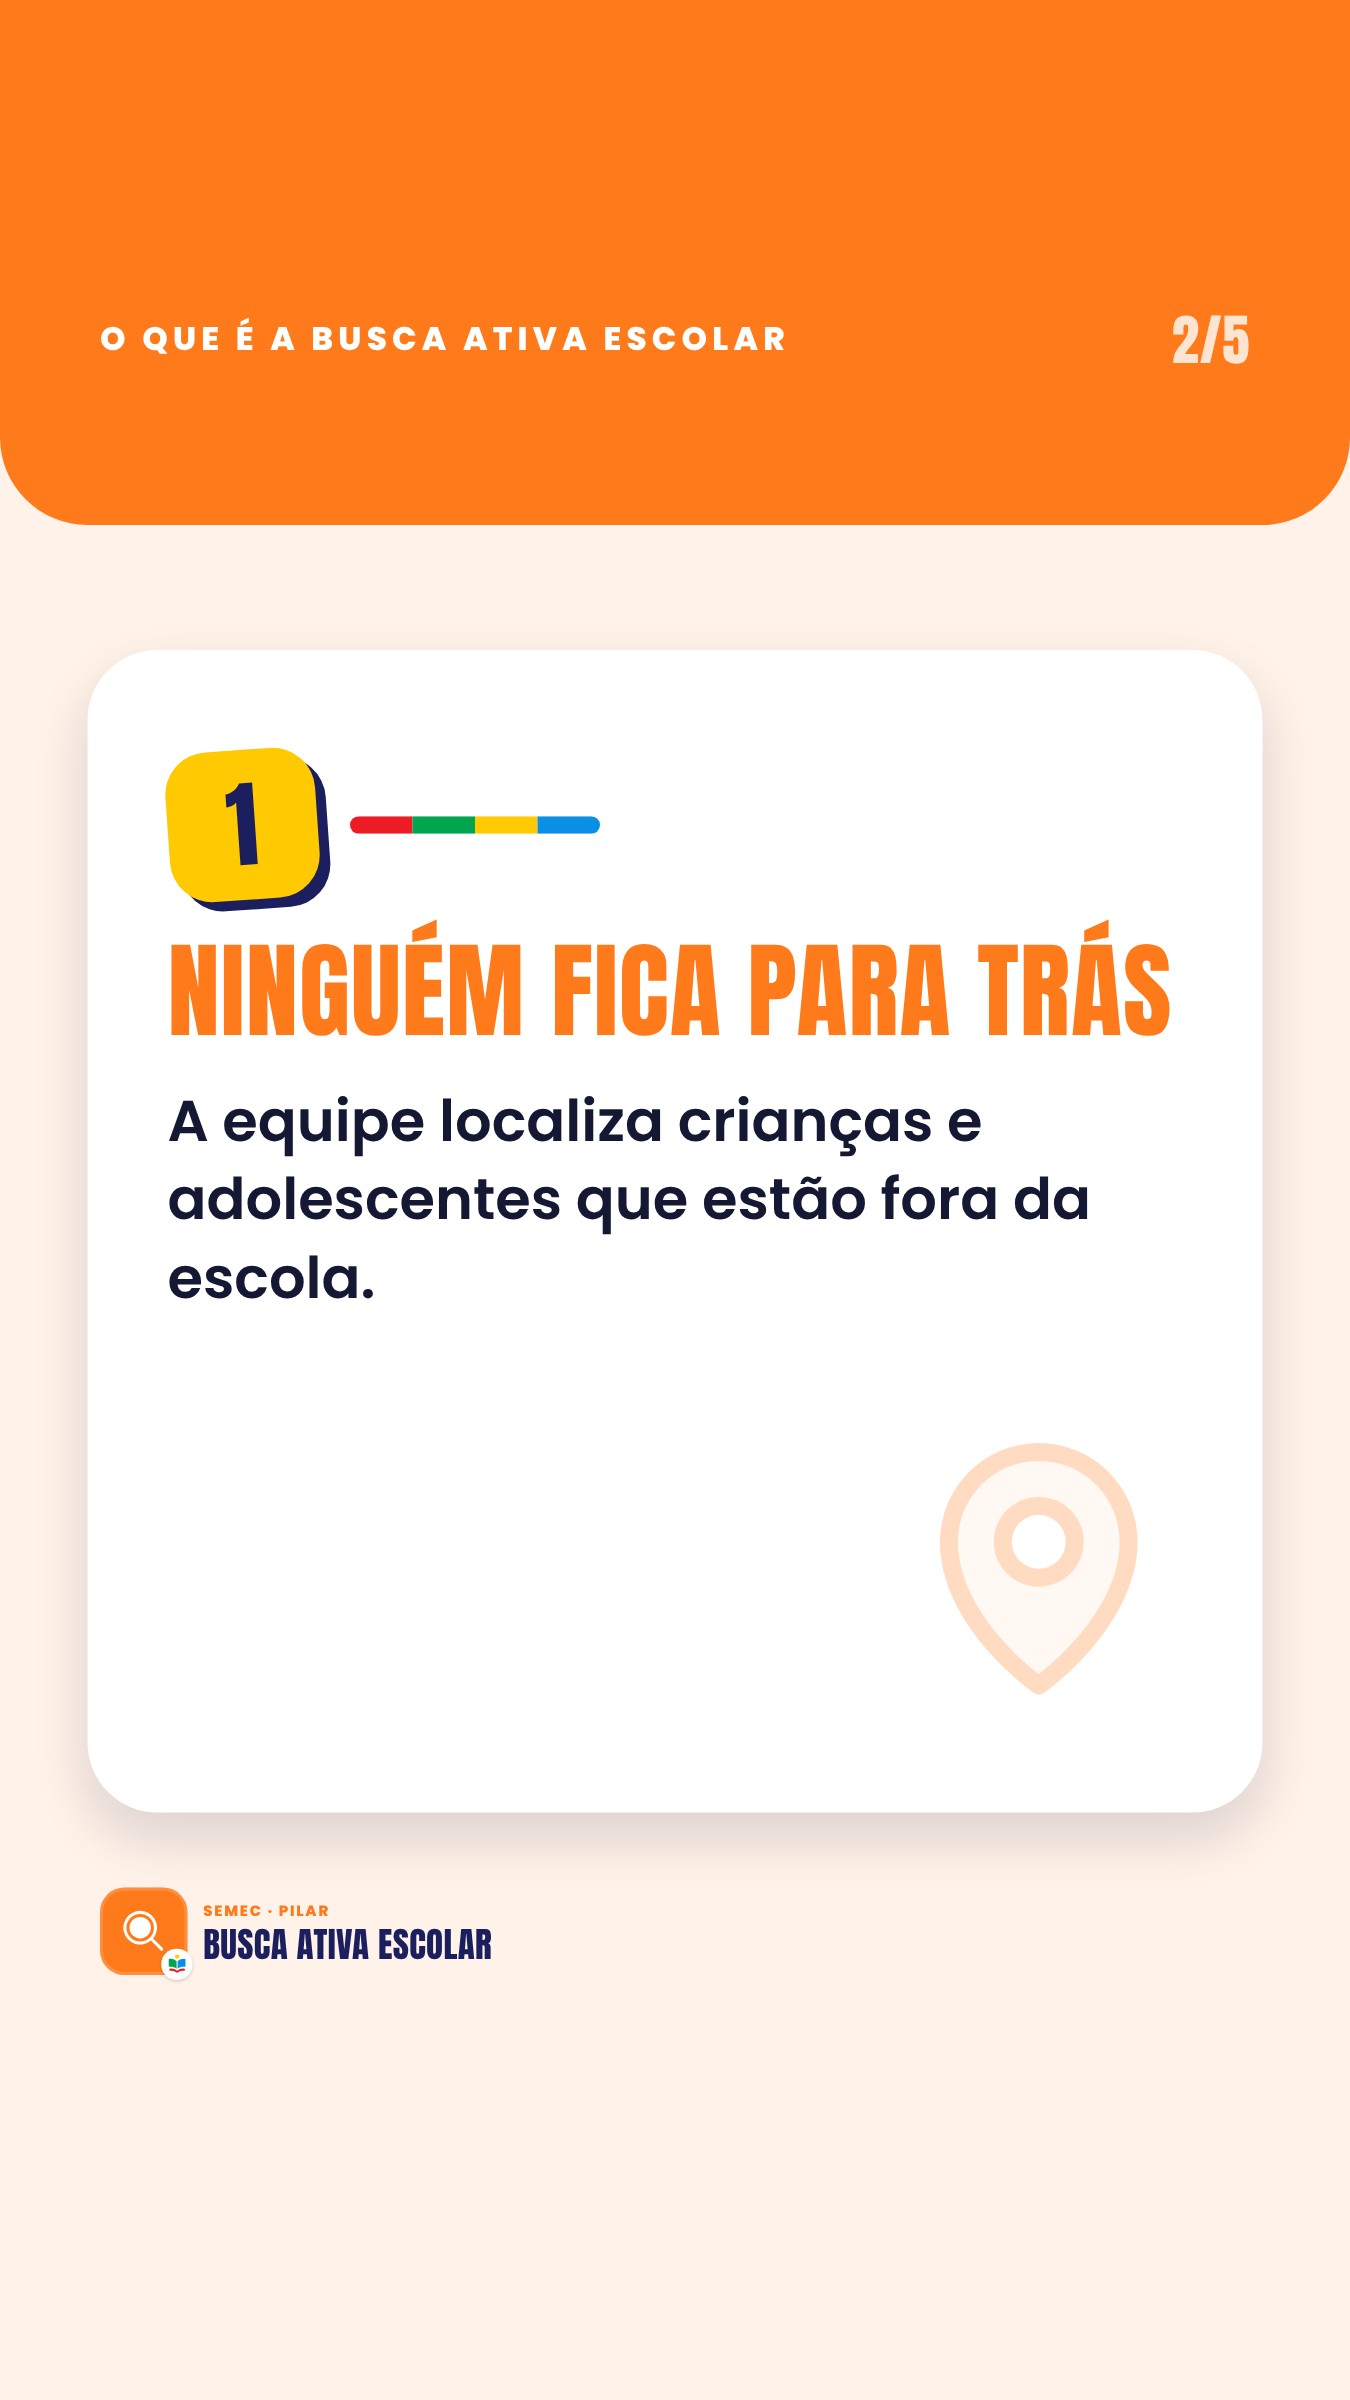 O QUE É A BUSCA ATIVA ESCOLAR
2/5
1
NINGUÉM FICA PARA TRÁS
A equipe localiza crianças e
adolescentes que estão fora da
escola.
SEMEC · PILAR
BUSCA ATIVA ESCOLAR